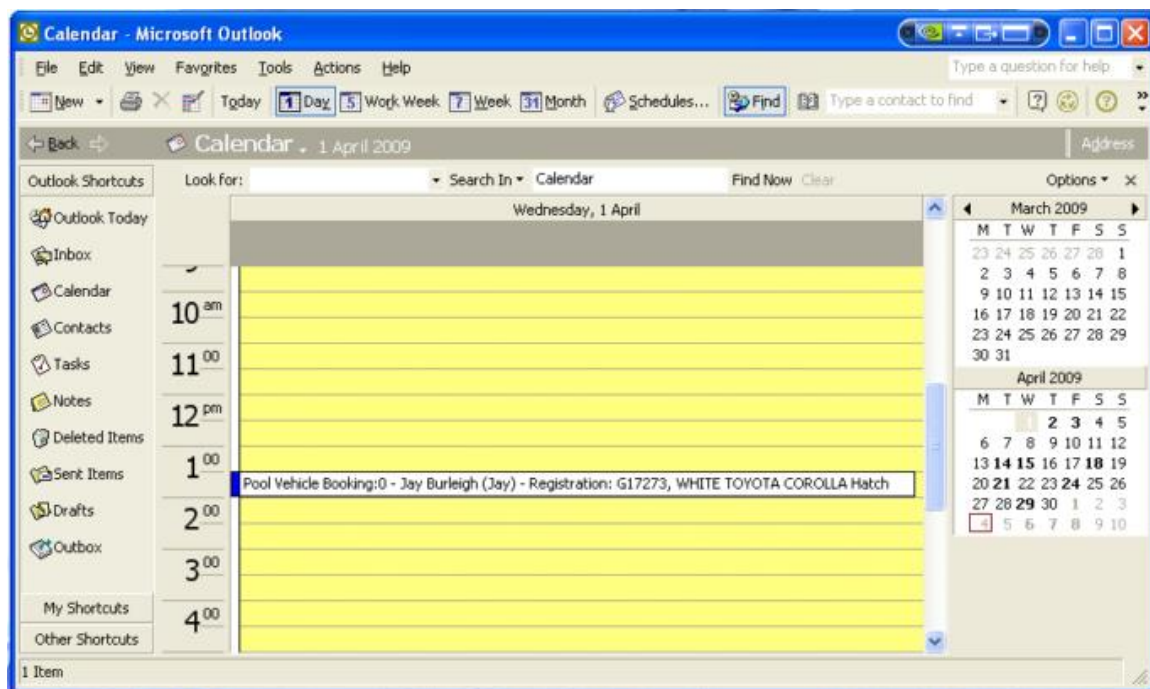 Calendar - Microsoft Outlook
File Edit View Favorites Tools Actions Help
Type a question for help
New Today 1 Day 5 Work Week 7 Week 31 Month Schedules... Find Type a contact to find
Back Calendar . 1 April 2009 Address
Outlook Shortcuts Look for: Search In Calendar Find Now Clear Options
Outlook Today
Inbox
Calendar
Contacts
Tasks
Notes
Deleted Items
Sent Items
Drafts
Outbox
My Shortcuts
Other Shortcuts
Wednesday, 1 April
10 am
11 00
12 pm
1 00
Pool Vehicle Booking:0 - Jay Burleigh (Jay) - Registration: G17273, WHITE TOYOTA COROLLA Hatch
2 00
3 00
4 00
March 2009
M T W T F S S
23 24 25 26 27 28 1
2 3 4 5 6 7 8
9 10 11 12 13 14 15
16 17 18 19 20 21 22
23 24 25 26 27 28 29
30 31
April 2009
M T W T F S S
1 2 3 4 5
6 7 8 9 10 11 12
13 14 15 16 17 18 19
20 21 22 23 24 25 26
27 28 29 30 1 2 3
4 5 6 7 8 9 10
1 Item